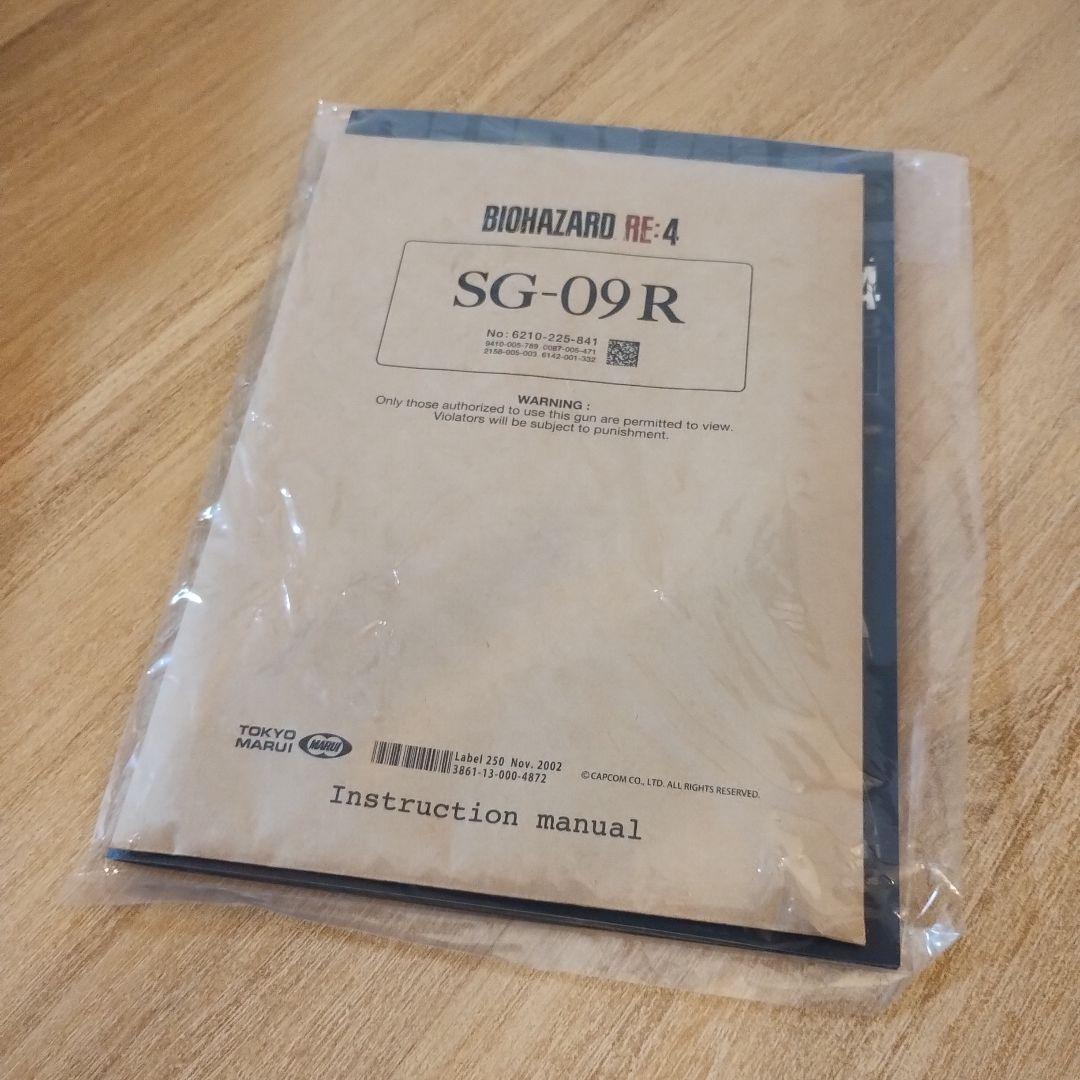 BIOHAZARD RE:4
SG-09 R
No: 6210-225-841
9410-005-789 0087-005-471
2158-005-003 6142-001-332
WARNING :
Only those authorized to use this gun are permitted to view.
Violators will be subject to punishment.
TOKYO
MARUI
MARUI
Label 250 Nov. 2002
3861-13-000-4872
©CAPCOM CO., LTD. ALL RIGHTS RESERVED.
Instruction manual
4